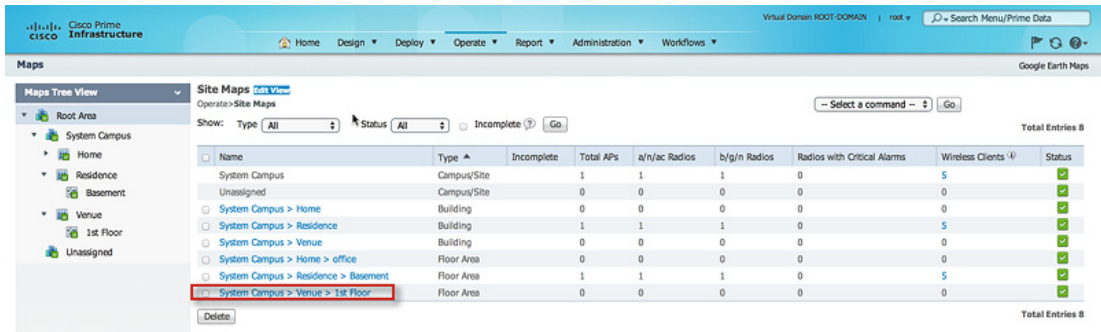 Virtual Domain ROOT-DOMAIN | root
Search Menu/Prime Data
Cisco Prime
CISCO Infrastructure
Home Design Deploy Operate Report Administration Workflows
Maps Google Earth Maps
Maps Tree View
Root Area
System Campus
Home
Residence
Basement
Venue
1st Floor
Unassigned
Site Maps Edit View
Operate>Site Maps
-- Select a command -- Go
Show: Type All Status All Incomplete ? Go
Total Entries 8
Name Type Incomplete Total APs a/n/ac Radios b/g/n Radios Radios with Critical Alarms Wireless Clients Status
System Campus Campus/Site 1 1 1 0 5
Unassigned Campus/Site 0 0 0 0 0
System Campus > Home Building 0 0 0 0 0
System Campus > Residence Building 1 1 1 0 5
System Campus > Venue Building 0 0 0 0 0
System Campus > Home > office Floor Area 0 0 0 0 0
System Campus > Residence > Basement Floor Area 1 1 1 0 5
System Campus > Venue > 1st Floor Floor Area 0 0 0 0 0
Delete
Total Entries 8